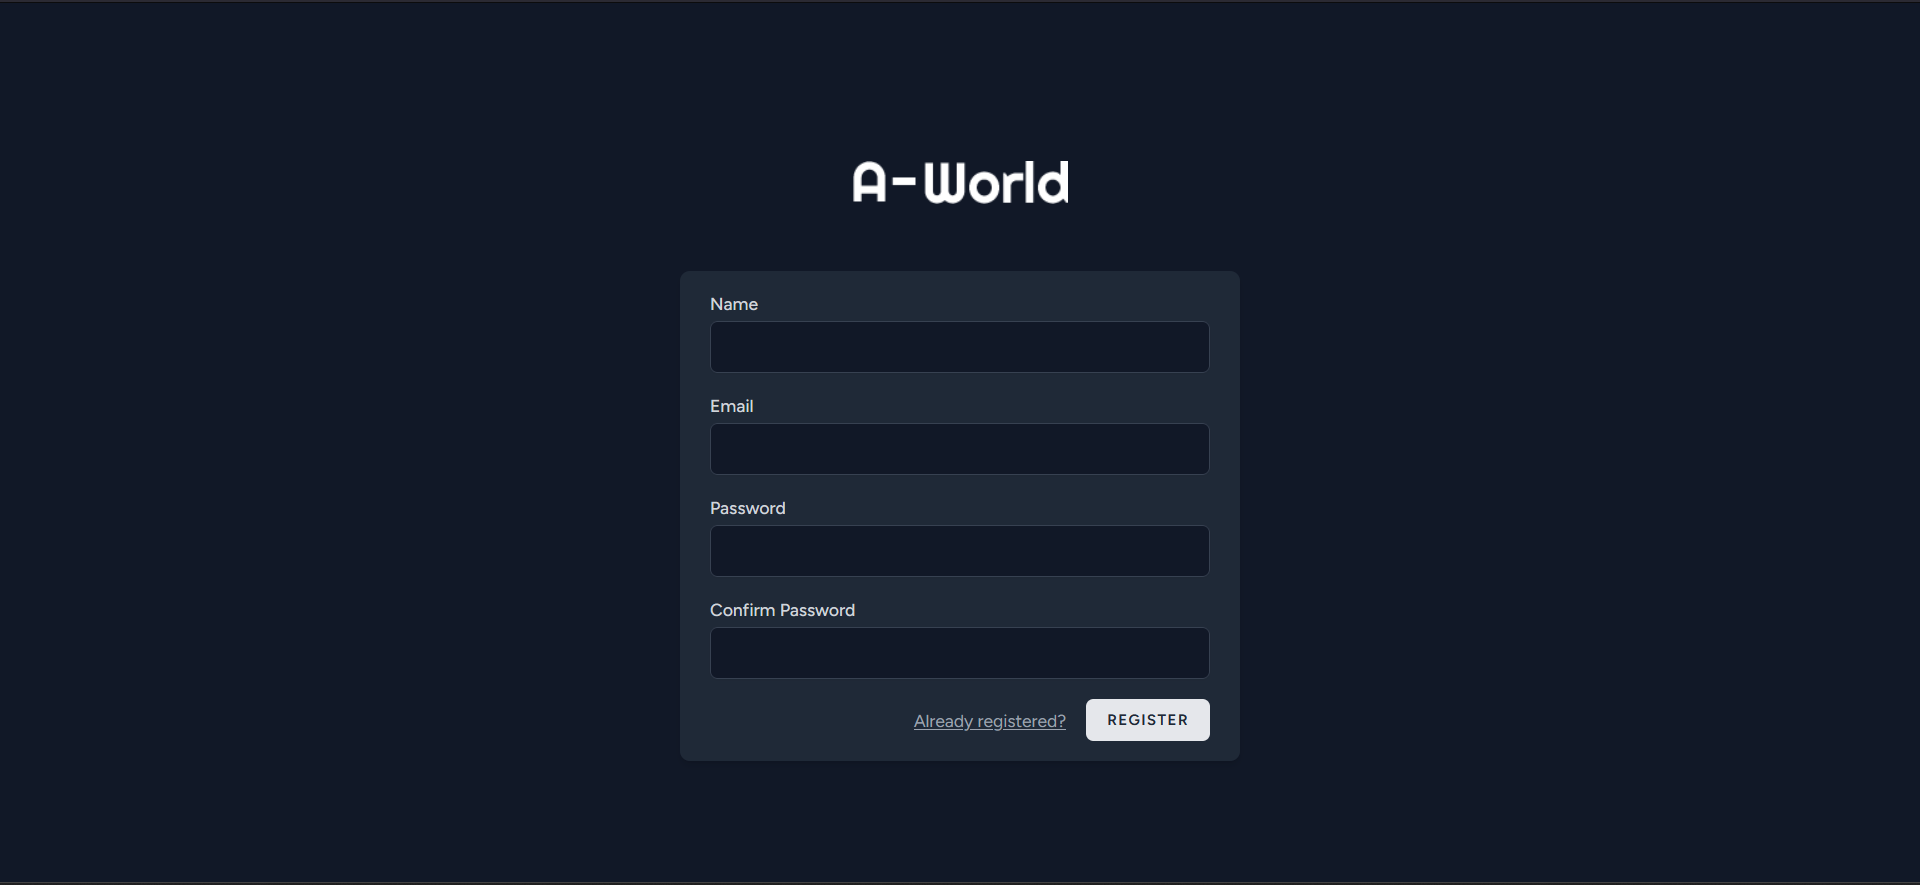 A-World
Name
Email
Password
Confirm Password
Already registered? REGISTER